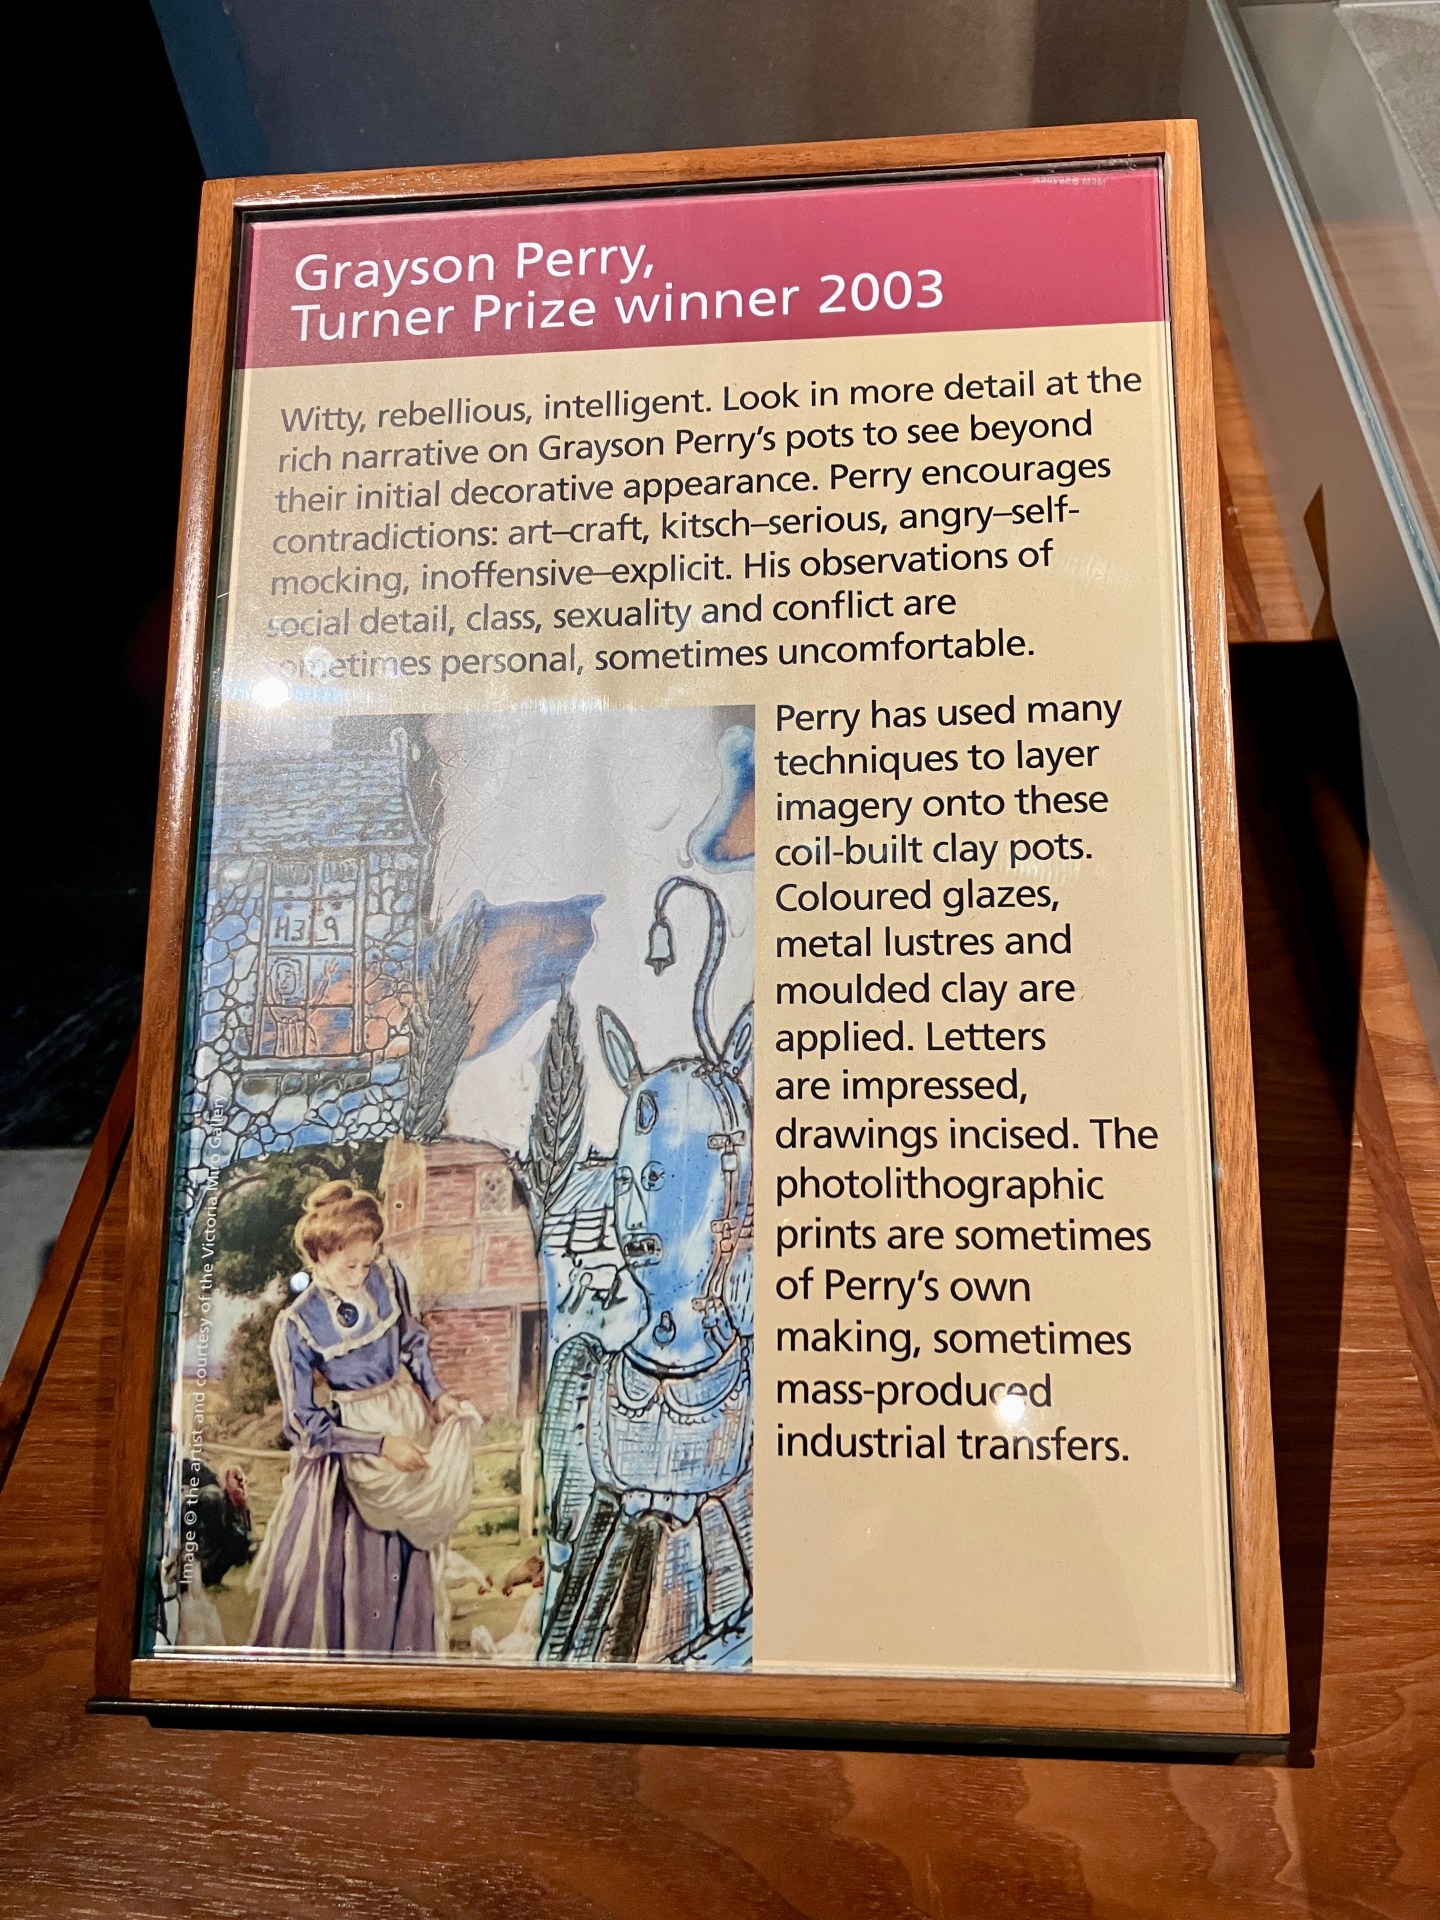 Grayson Perry,
Turner Prize winner 2003
Witty, rebellious, intelligent. Look in more detail at the
rich narrative on Grayson Perry's pots to see beyond
their initial decorative appearance. Perry encourages
contradictions: art–craft, kitsch–serious, angry–self-
mocking, inoffensive–explicit. His observations of
social detail, class, sexuality and conflict are
sometimes personal, sometimes uncomfortable.
Perry has used many
techniques to layer
imagery onto these
coil-built clay pots.
Coloured glazes,
metal lustres and
moulded clay are
applied. Letters
are impressed,
drawings incised. The
photolithographic
prints are sometimes
of Perry's own
making, sometimes
mass-produced
industrial transfers.
Image © the artist and courtesy of the Victoria Miro Gallery